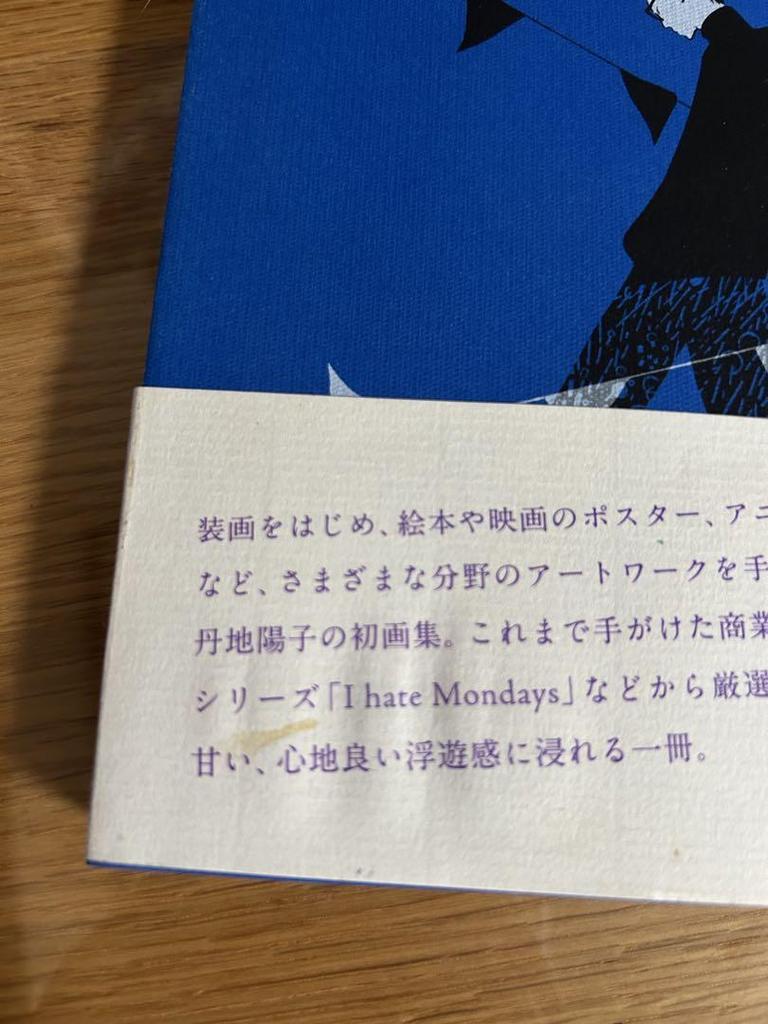 装画をはじめ、絵本や映画のポスター、アニ
など、さまざまな分野のアートワークを手
丹地陽子の初画集。これまで手がけた商業
シリーズ「I hate Mondays」などから厳選
甘い、心地良い浮遊感に浸れる一冊。